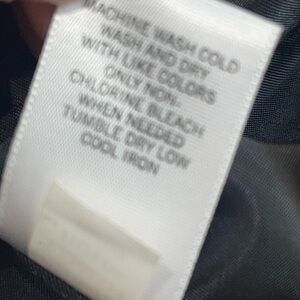 MACHINE WASH COLD
WASH AND DRY
WITH LIKE COLORS
ONLY NON-
CHLORINE BLEACH
WHEN NEEDED
TUMBLE DRY LOW
COOL IRON